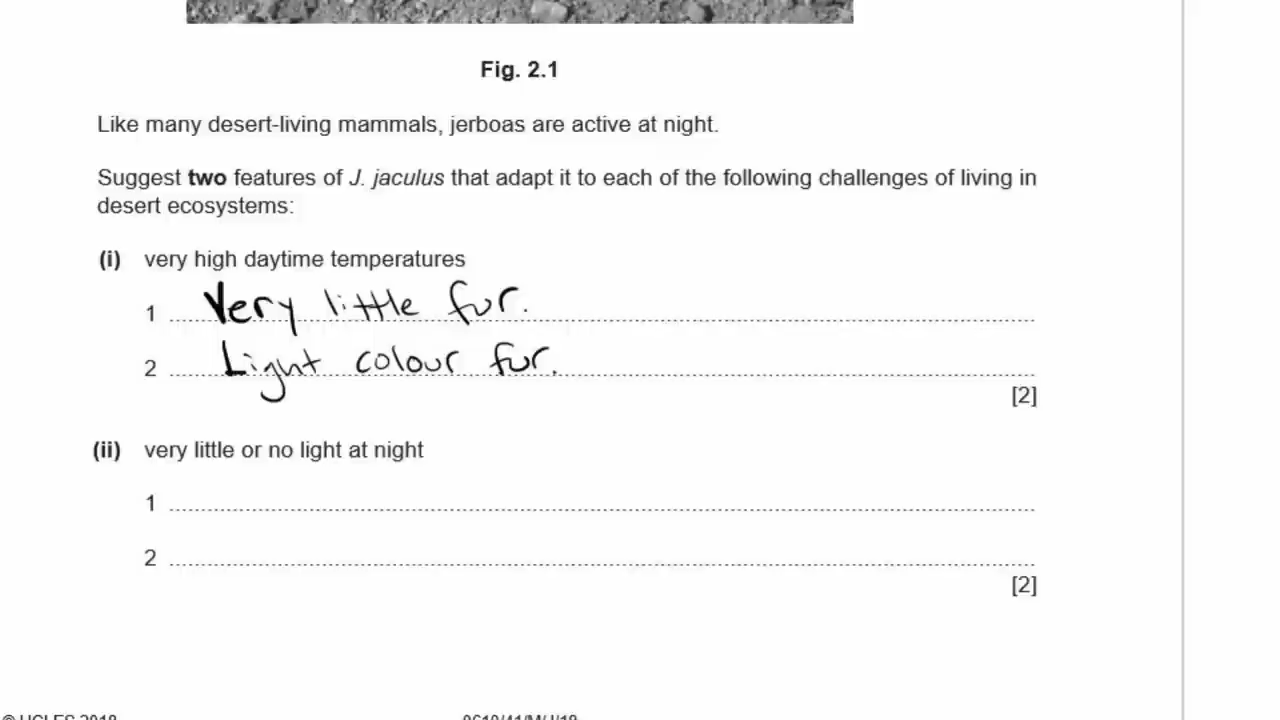 Fig. 2.1
Like many desert-living mammals, jerboas are active at night.
Suggest two features of J. jaculus that adapt it to each of the following challenges of living in
desert ecosystems:
(i) very high daytime temperatures
1 Very little fur.
2 Light colour fur.
[2]
(ii) very little or no light at night
1
2
[2]